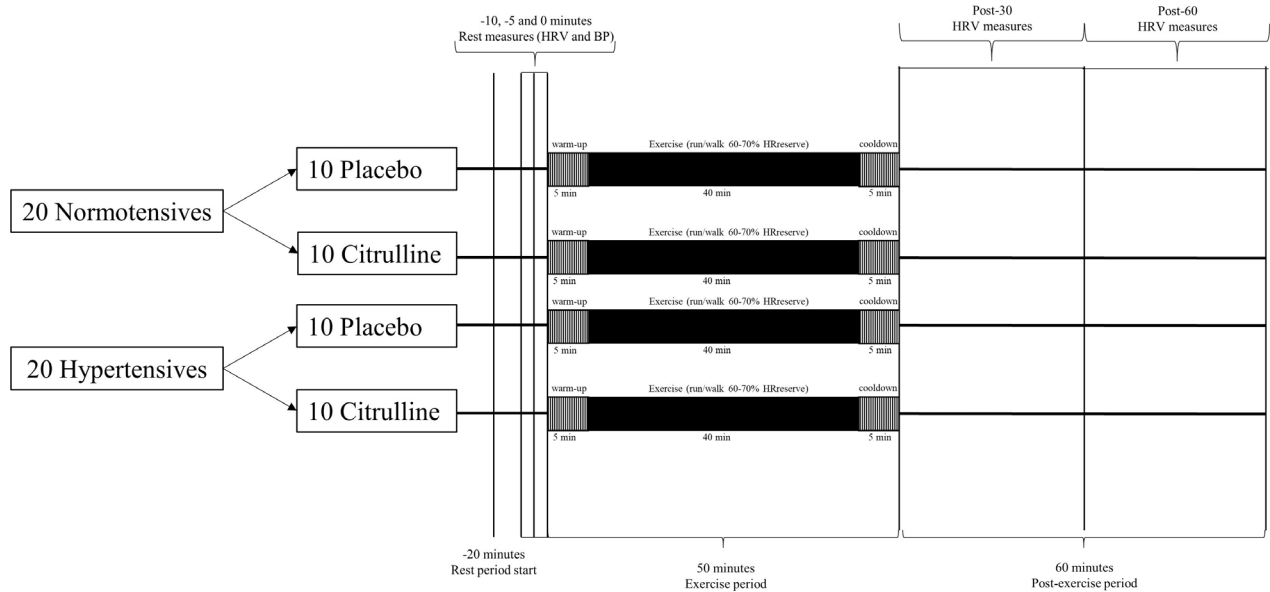 -10, -5 and 0 minutes
Rest measures (HRV and BP)
Post-30
HRV measures
Post-60
HRV measures
20 Normotensives
10 Placebo
warm-up
Exercise (run/walk 60-70% HRreserve)
cooldown
5 min
40 min
5 min
10 Citrulline
warm-up
Exercise (run/walk 60-70% HRreserve)
cooldown
5 min
40 min
5 min
20 Hypertensives
10 Placebo
warm-up
Exercise (run/walk 60-70% HRreserve)
cooldown
5 min
40 min
5 min
10 Citrulline
warm-up
Exercise (run/walk 60-70% HRreserve)
cooldown
5 min
40 min
5 min
-20 minutes
Rest period start
50 minutes
Exercise period
60 minutes
Post-exercise period